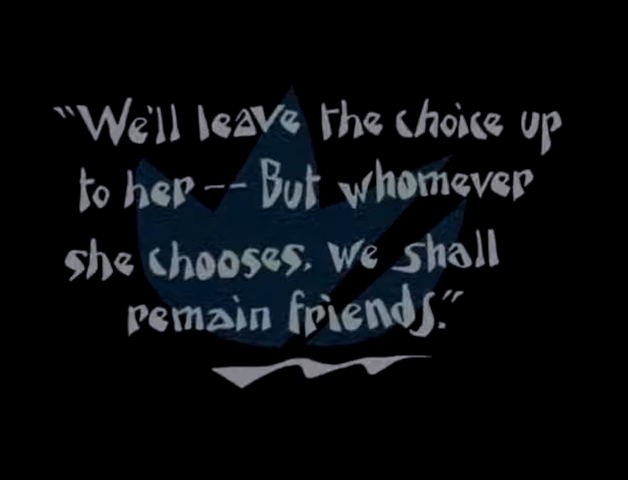 "We'll leave the choice up
to her -- But whomever
she chooses, we shall
remain friends."